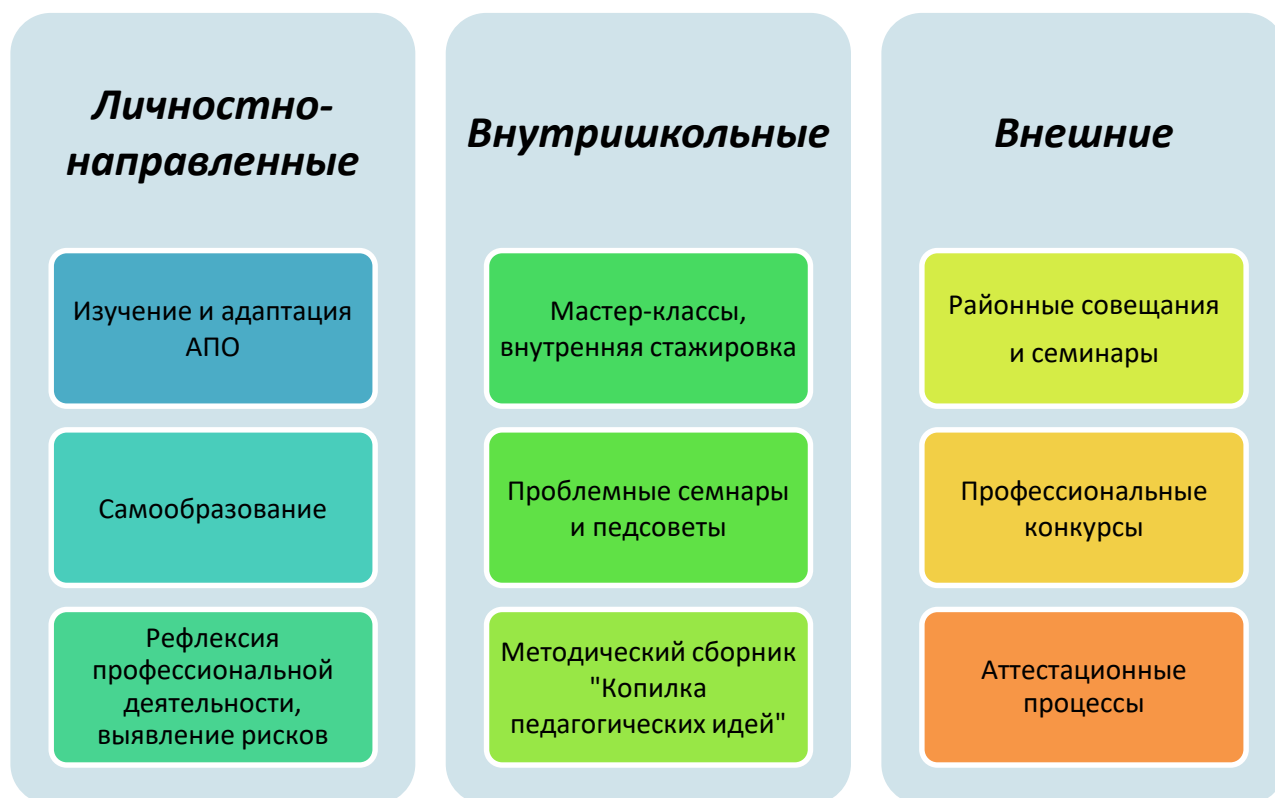 Личностно-
направленные
Изучение и адаптация
АПО
Самообразование
Рефлексия
профессиональной
деятельности,
выявление рисков
Внутришкольные
Мастер-классы,
внутренняя стажировка
Проблемные семнары
и педсоветы
Методический сборник
"Копилка
педагогических идей"
Внешние
Районные совещания
и семинары
Профессиональные
конкурсы
Аттестационные
процессы